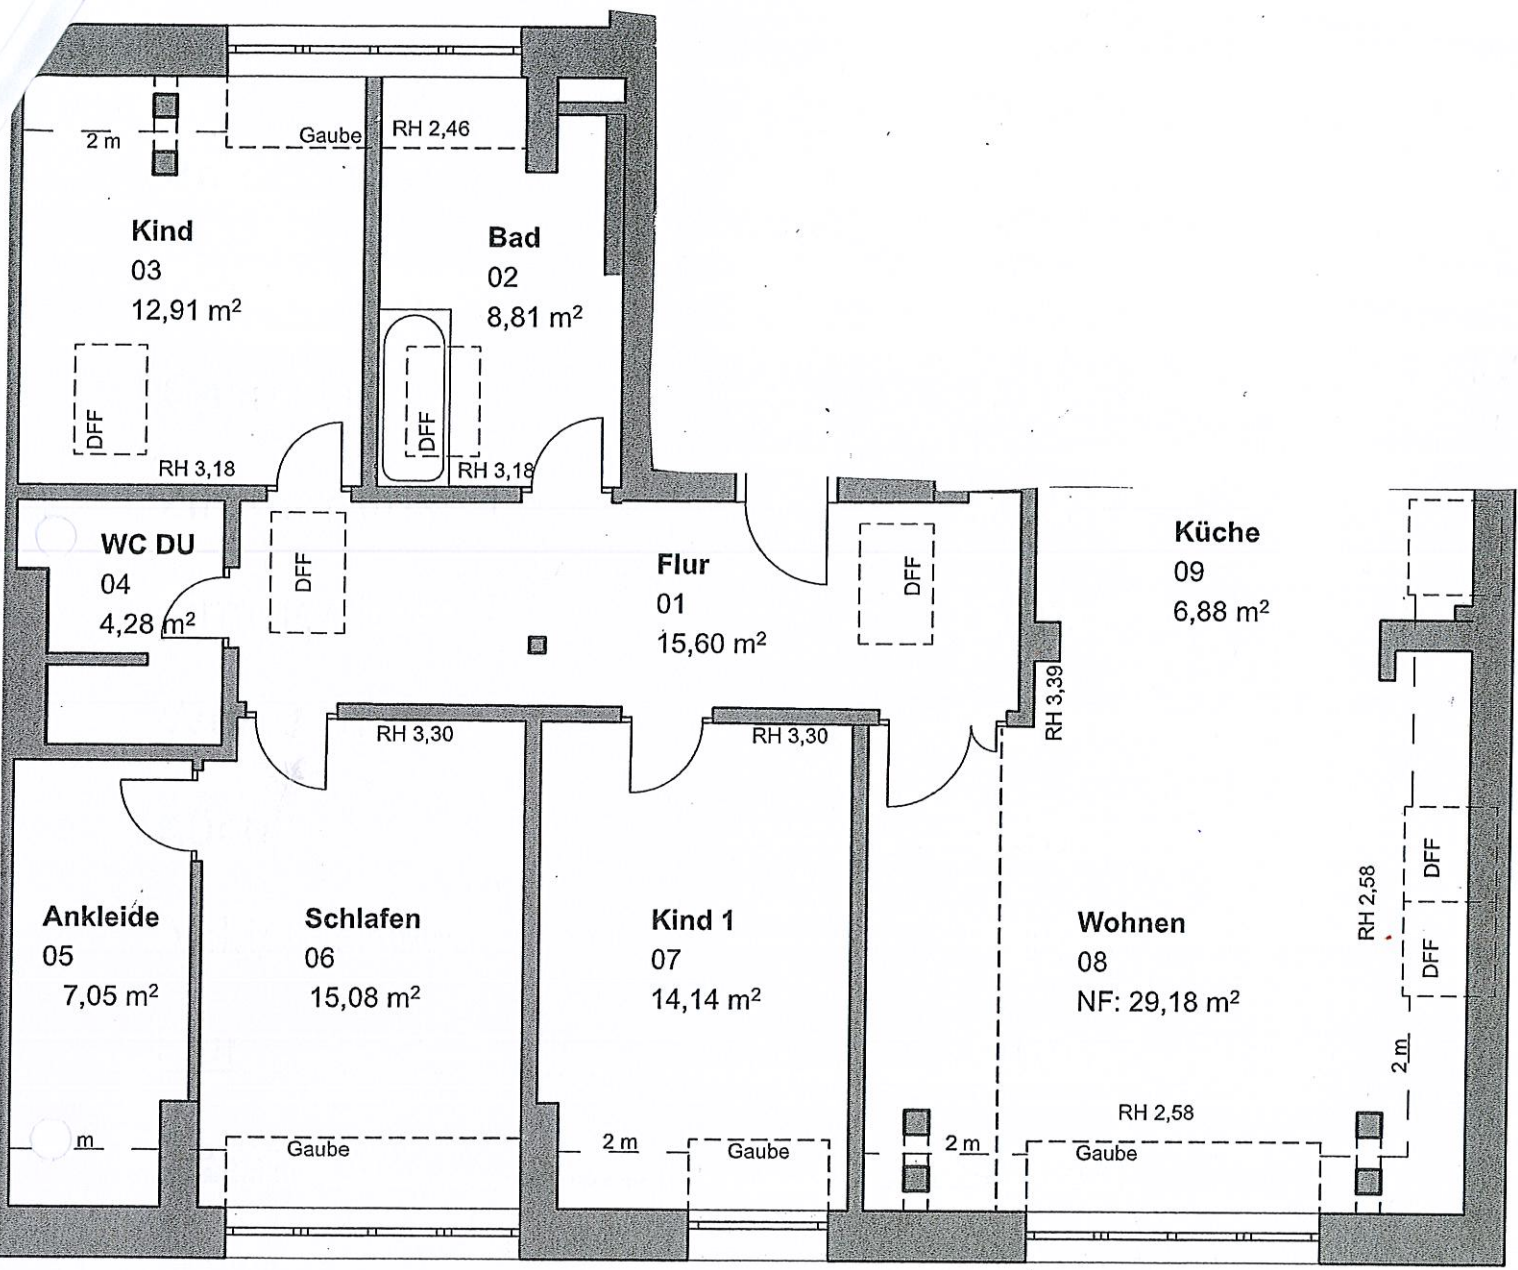 2 m
Gaube
RH 2,46
Kind
03
12,91 m²
Bad
02
8,81 m²
DFF
DFF
RH 3,18
RH 3,18
WC DU
04
4,28 m²
DFF
Flur
01
15,60 m²
DFF
Küche
09
6,88 m²
RH 3,39
RH 3,30
RH 3,30
Ankleide
05
7,05 m²
Schlafen
06
15,08 m²
Kind 1
07
14,14 m²
Wohnen
08
NF: 29,18 m²
RH 2,58
DFF
DFF
2 m
RH 2,58
m
Gaube
2 m
Gaube
2 m
Gaube